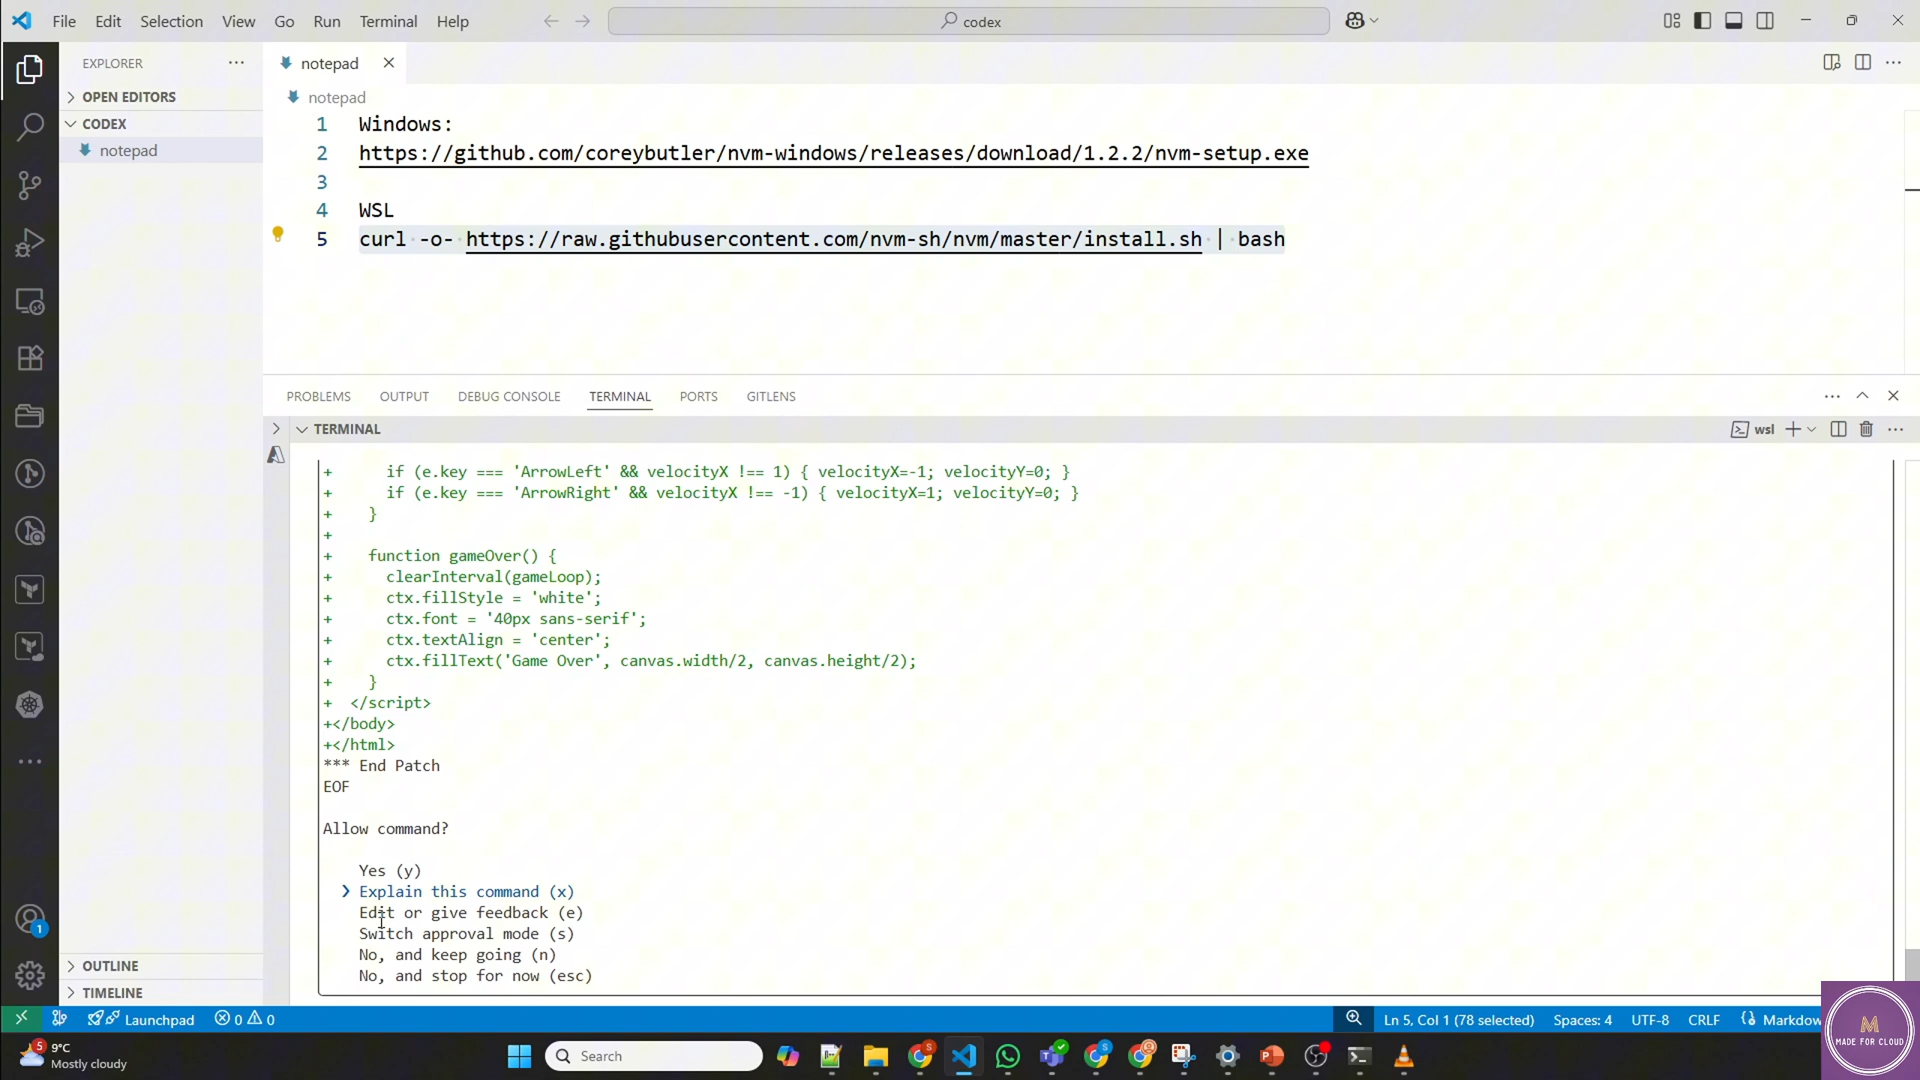 File Edit Selection View Go Run Terminal Help
codex
EXPLORER
notepad
OPEN EDITORS
CODEX
notepad
notepad
1 Windows:
2 https://github.com/coreybutler/nvm-windows/releases/download/1.2.2/nvm-setup.exe
3
4 WSL
5 curl -o- https://raw.githubusercontent.com/nvm-sh/nvm/master/install.sh | bash
PROBLEMS OUTPUT DEBUG CONSOLE TERMINAL PORTS GITLENS
TERMINAL
wsl
+ if (e.key === 'ArrowLeft' && velocityX !== 1) { velocityX=-1; velocityY=0; }
+ if (e.key === 'ArrowRight' && velocityX !== -1) { velocityX=1; velocityY=0; }
+ }
+
+ function gameOver() {
+ clearInterval(gameLoop);
+ ctx.fillStyle = 'white';
+ ctx.font = '40px sans-serif';
+ ctx.textAlign = 'center';
+ ctx.fillText('Game Over', canvas.width/2, canvas.height/2);
+ }
+ </script>
+</body>
+</html>
*** End Patch
EOF
Allow command?
Yes (y)
❯ Explain this command (x)
Edit or give feedback (e)
Switch approval mode (s)
No, and keep going (n)
No, and stop for now (esc)
OUTLINE
TIMELINE
1
Launchpad 0 0
Ln 5, Col 1 (78 selected) Spaces: 4 UTF-8 CRLF Markdow
M
MADE FOR CLOUD
5
9°C
Mostly cloudy
Search